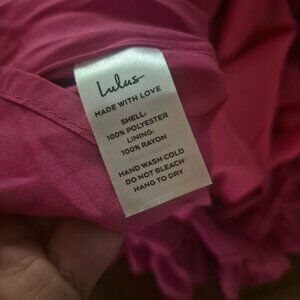 Lulus
MADE WITH LOVE
SHELL:
100% POLYESTER
LINING:
100% RAYON
HAND WASH COLD
DO NOT BLEACH
HANG TO DRY